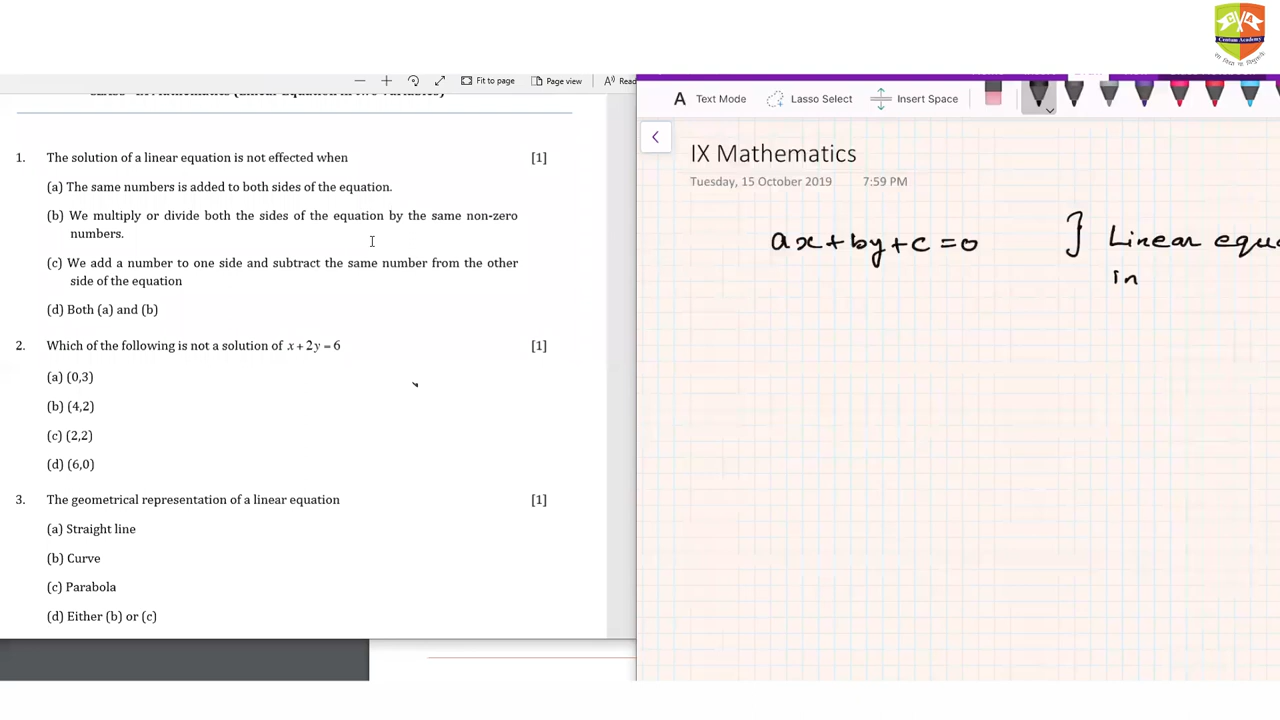 Centum Academy
Fit to page
Page view
Read
1. The solution of a linear equation is not effected when [1]
(a) The same numbers is added to both sides of the equation.
(b) We multiply or divide both the sides of the equation by the same non-zero
numbers.
(c) We add a number to one side and subtract the same number from the other
side of the equation
(d) Both (a) and (b)
2. Which of the following is not a solution of x + 2y = 6 [1]
(a) (0,3)
(b) (4,2)
(c) (2,2)
(d) (6,0)
3. The geometrical representation of a linear equation [1]
(a) Straight line
(b) Curve
(c) Parabola
(d) Either (b) or (c)
A Text Mode
Lasso Select
Insert Space
IX Mathematics
Tuesday, 15 October 2019 7:59 PM
ax+by+c=0 } Linear equa
in